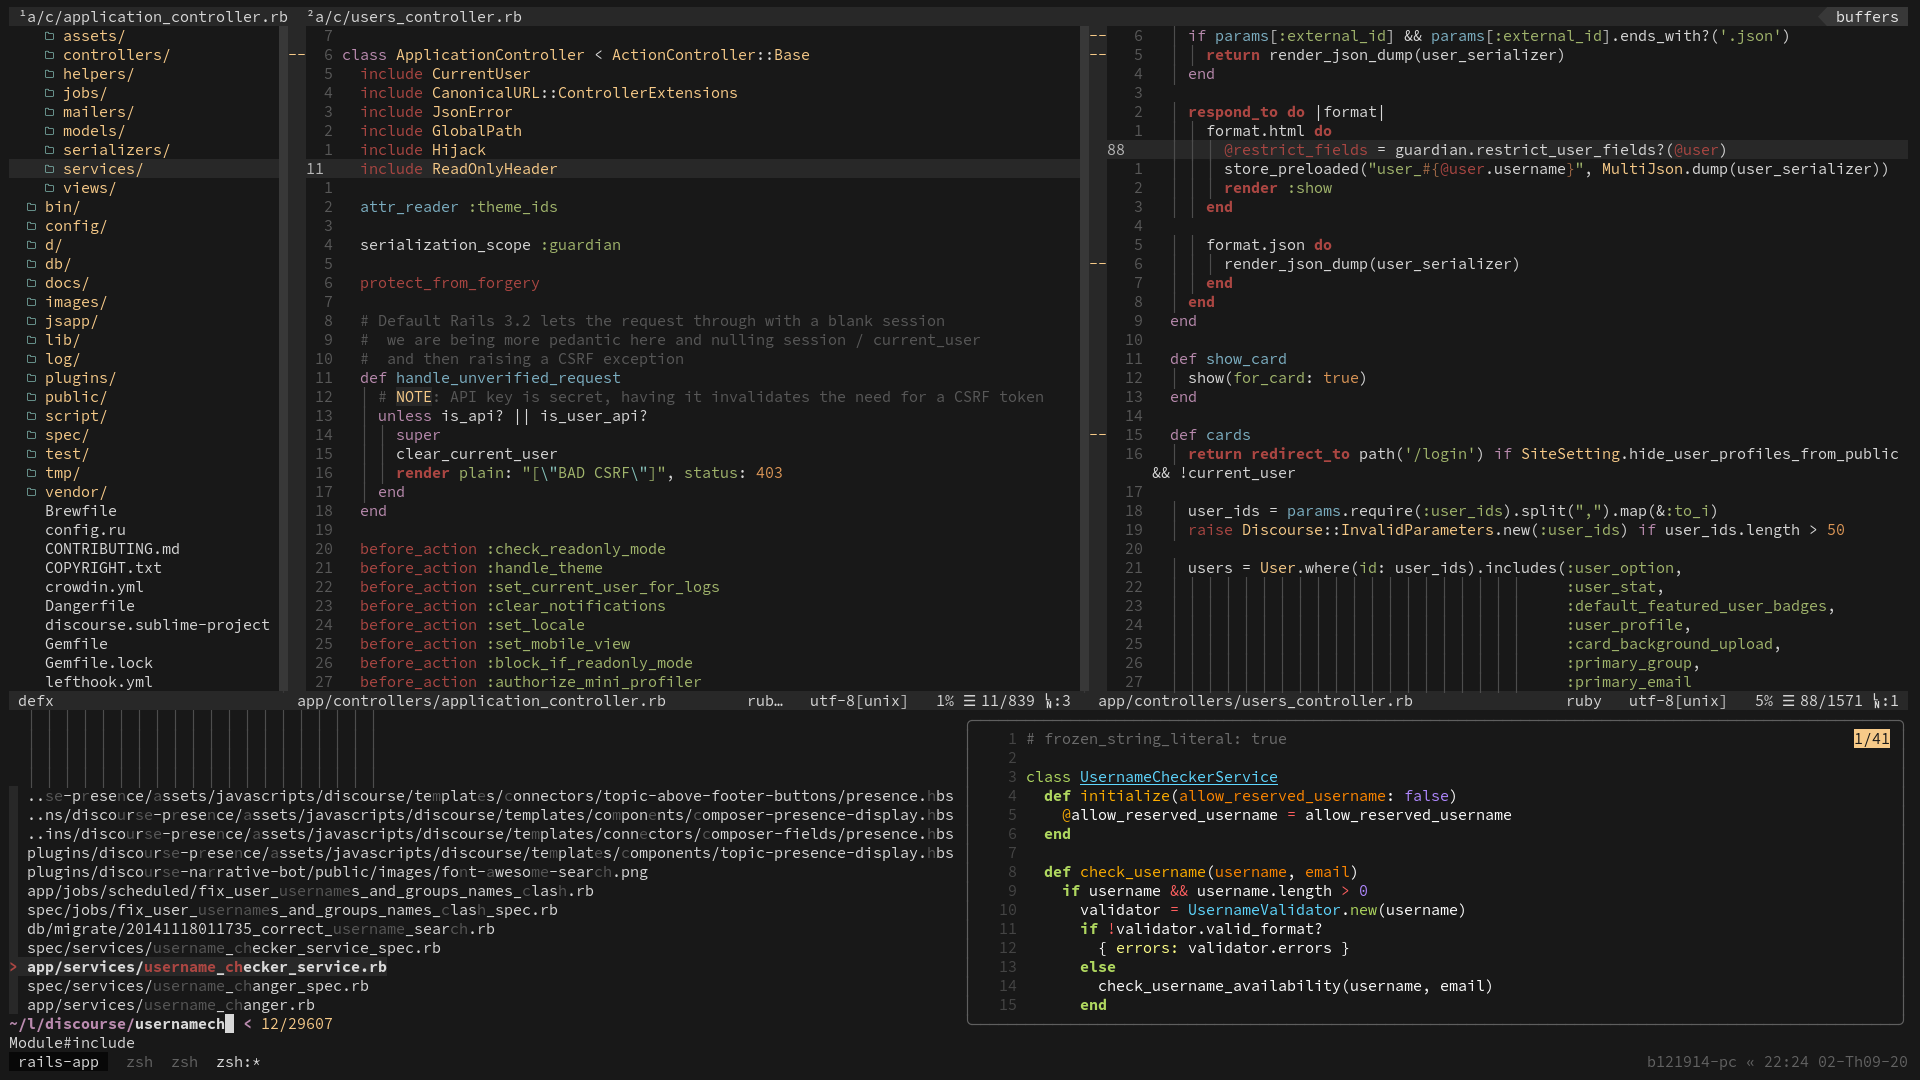 ¹a/c/application_controller.rb  ²a/c/users_controller.rb  buffers
assets/
controllers/
helpers/
jobs/
mailers/
models/
serializers/
services/
views/
bin/
config/
d/
db/
docs/
images/
jsapp/
lib/
log/
plugins/
public/
script/
spec/
test/
tmp/
vendor/
Brewfile
config.ru
CONTRIBUTING.md
COPYRIGHT.txt
crowdin.yml
Dangerfile
discourse.sublime-project
Gemfile
Gemfile.lock
lefthook.yml
7
-- 6 class ApplicationController < ActionController::Base
5   include CurrentUser
4   include CanonicalURL::ControllerExtensions
3   include JsonError
2   include GlobalPath
1   include Hijack
11   include ReadOnlyHeader
1
2   attr_reader :theme_ids
3
4   serialization_scope :guardian
5
6   protect_from_forgery
7
8   # Default Rails 3.2 lets the request through with a blank session
9   #  we are being more pedantic here and nulling session / current_user
10   #  and then raising a CSRF exception
11   def handle_unverified_request
12     # NOTE: API key is secret, having it invalidates the need for a CSRF token
13     unless is_api? || is_user_api?
14       super
15       clear_current_user
16       render plain: "[\"BAD CSRF\"]", status: 403
17     end
18   end
19
20   before_action :check_readonly_mode
21   before_action :handle_theme
22   before_action :set_current_user_for_logs
23   before_action :clear_notifications
24   before_action :set_locale
25   before_action :set_mobile_view
26   before_action :block_if_readonly_mode
27   before_action :authorize_mini_profiler
-- 6     if params[:external_id] && params[:external_id].ends_with?('.json')
-- 5       return render_json_dump(user_serializer)
4     end
3
2     respond_to do |format|
1       format.html do
88         @restrict_fields = guardian.restrict_user_fields?(@user)
1         store_preloaded("user_#{@user.username}", MultiJson.dump(user_serializer))
2         render :show
3       end
4
5       format.json do
-- 6         render_json_dump(user_serializer)
7       end
8     end
9   end
10
11   def show_card
12     show(for_card: true)
13   end
14
-- 15   def cards
16     return redirect_to path('/login') if SiteSetting.hide_user_profiles_from_public
&& !current_user
17
18     user_ids = params.require(:user_ids).split(",").map(&:to_i)
19     raise Discourse::InvalidParameters.new(:user_ids) if user_ids.length > 50
20
21     users = User.where(id: user_ids).includes(:user_option,
22 :user_stat,
23 :default_featured_user_badges,
24 :user_profile,
25 :card_background_upload,
26 :primary_group,
27 :primary_email
defx  app/controllers/application_controller.rb  rub…  utf-8[unix]  1% ☰ 11/839 ㏑:3  app/controllers/users_controller.rb  ruby  utf-8[unix]  5% ☰ 88/1571 ㏑:1
..se-presence/assets/javascripts/discourse/templates/connectors/topic-above-footer-buttons/presence.hbs
..ns/discourse-presence/assets/javascripts/discourse/templates/components/composer-presence-display.hbs
..ins/discourse-presence/assets/javascripts/discourse/templates/connectors/composer-fields/presence.hbs
plugins/discourse-presence/assets/javascripts/discourse/templates/components/topic-presence-display.hbs
plugins/discourse-narrative-bot/public/images/font-awesome-search.png
app/jobs/scheduled/fix_user_usernames_and_groups_names_clash.rb
spec/jobs/fix_user_usernames_and_groups_names_clash_spec.rb
db/migrate/20141118011735_correct_username_search.rb
spec/services/username_checker_service_spec.rb
> app/services/username_checker_service.rb
spec/services/username_changer_spec.rb
app/services/username_changer.rb
~/l/discourse/usernamech < 12/29607
Module#include
1 # frozen_string_literal: true  1/41
2
3 class UsernameCheckerService
4   def initialize(allow_reserved_username: false)
5     @allow_reserved_username = allow_reserved_username
6   end
7
8   def check_username(username, email)
9     if username && username.length > 0
10       validator = UsernameValidator.new(username)
11       if !validator.valid_format?
12         { errors: validator.errors }
13       else
14         check_username_availability(username, email)
15       end
rails-app  zsh  zsh  zsh:*  b121914-pc « 22:24 02-Th09-20